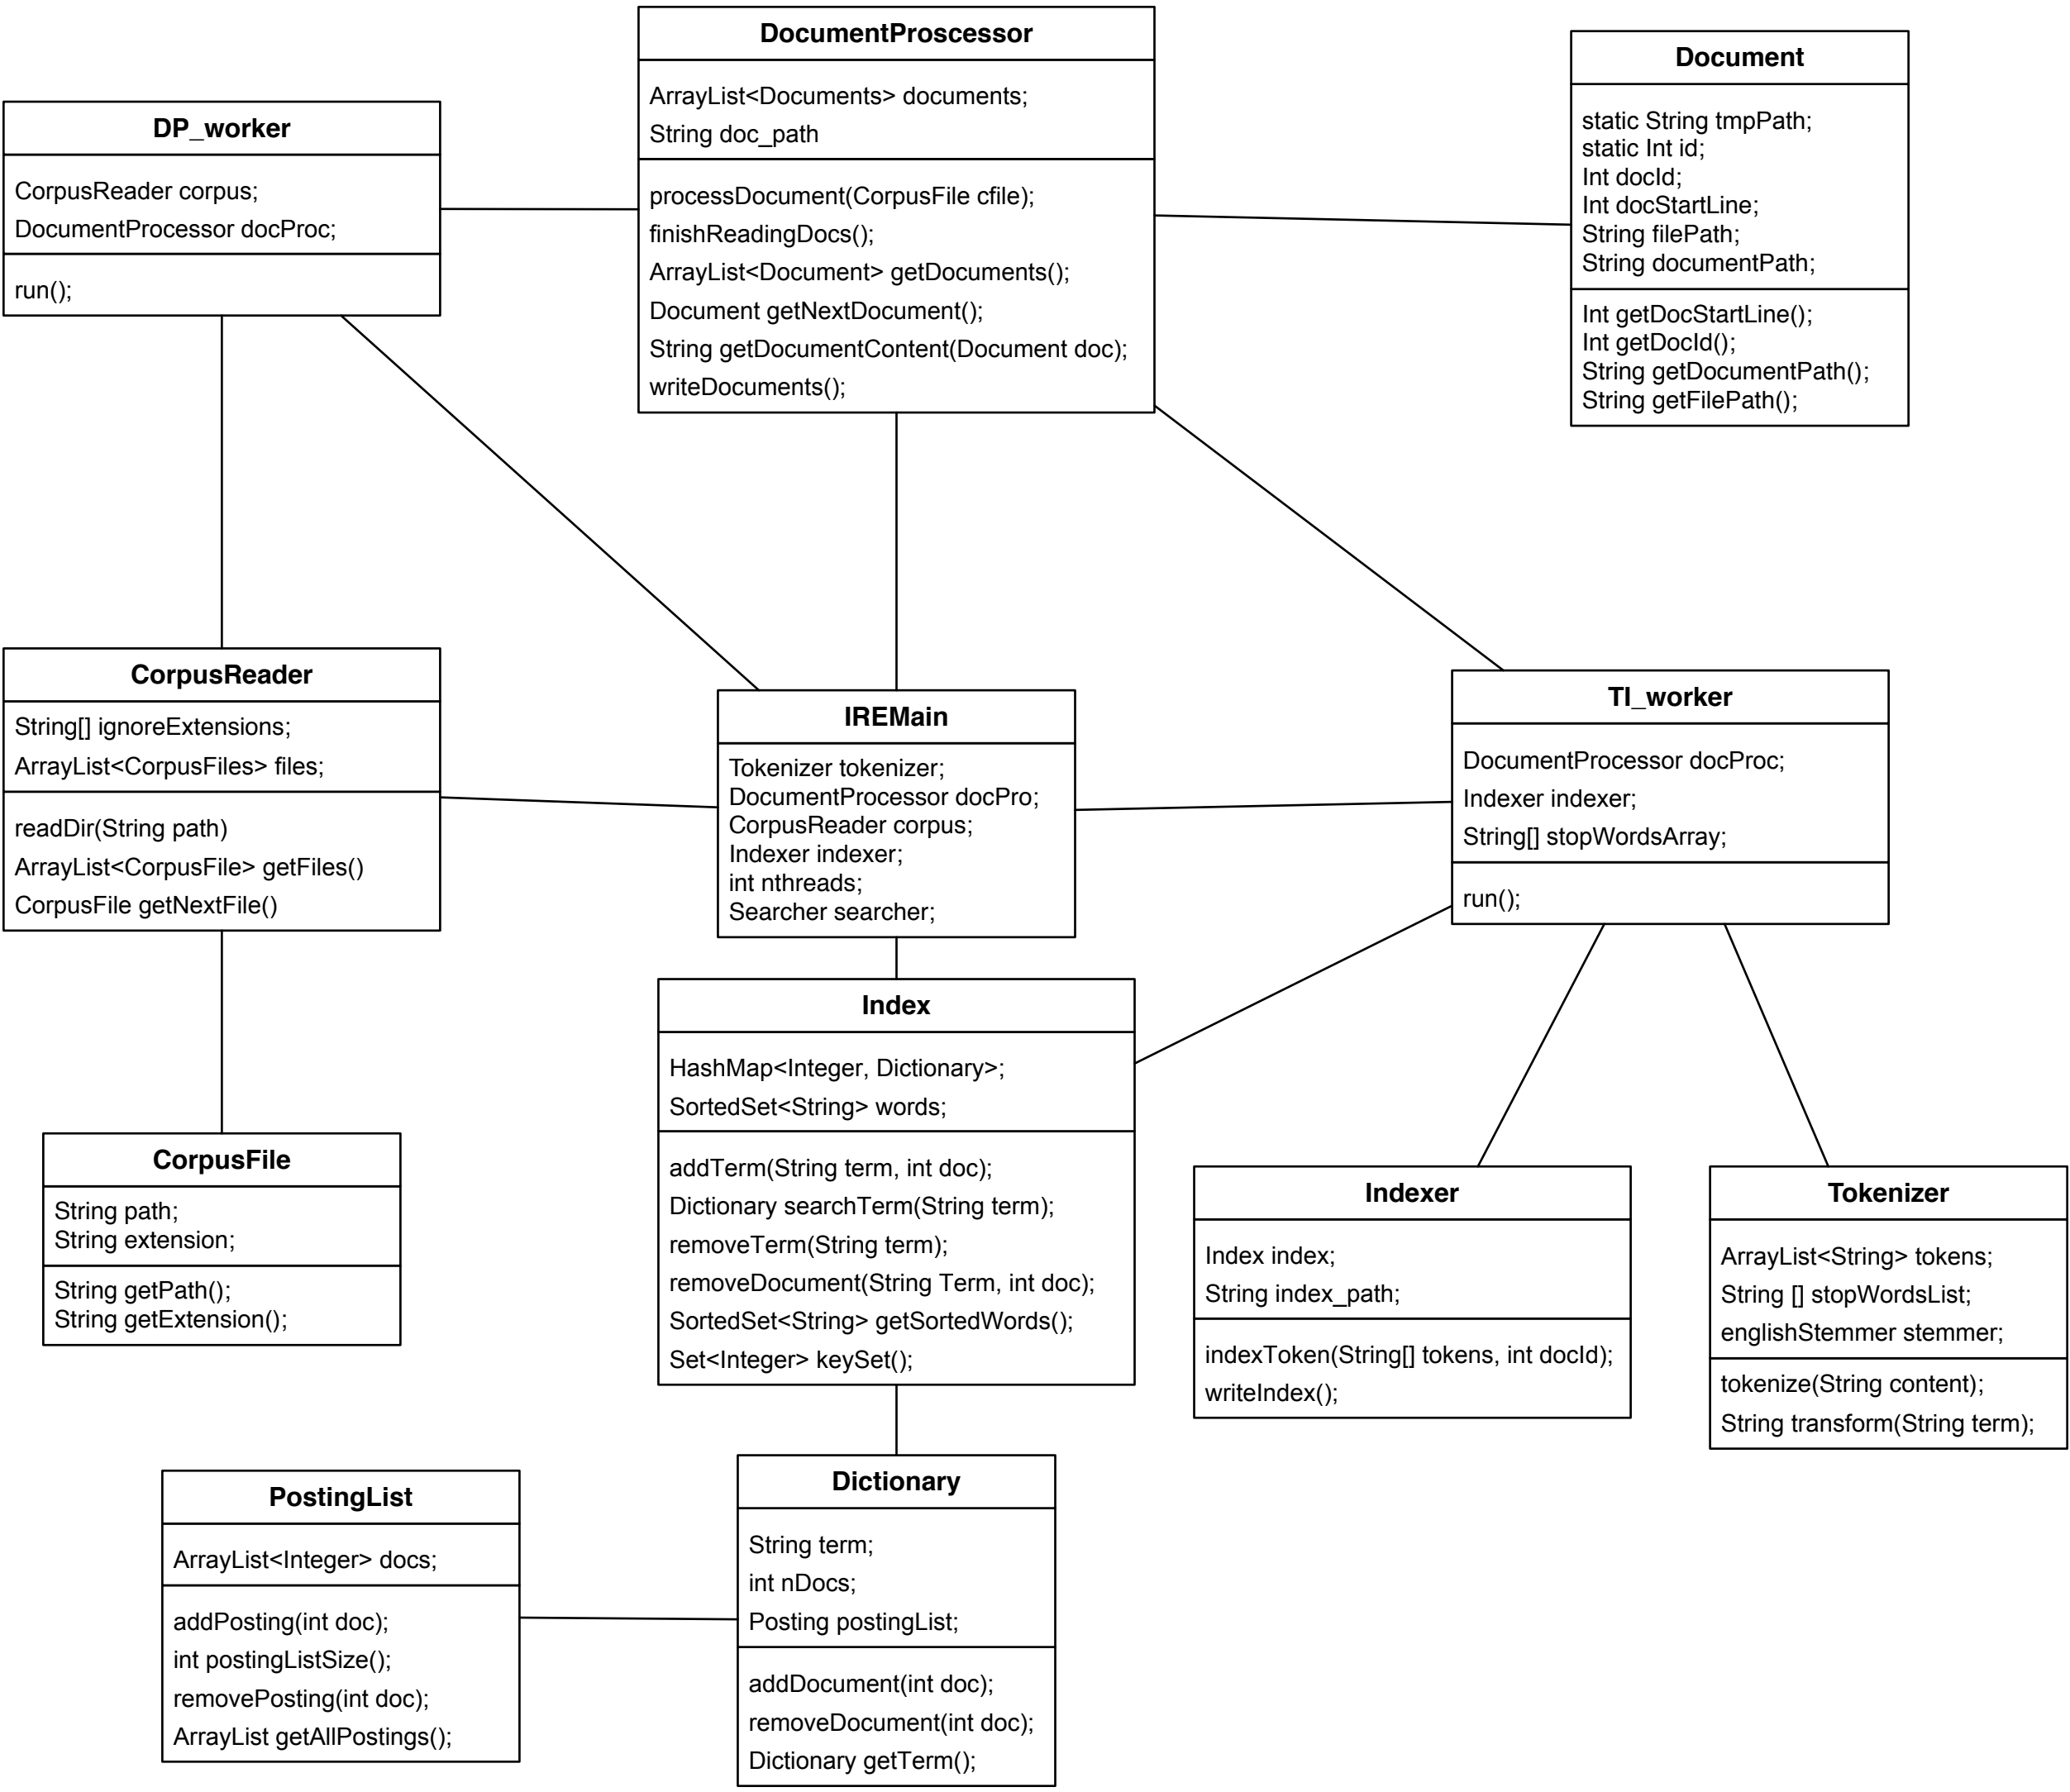 DocumentProscessor
ArrayList<Documents> documents;
String doc_path
processDocument(CorpusFile cfile);
finishReadingDocs();
ArrayList<Document> getDocuments();
Document getNextDocument();
String getDocumentContent(Document doc);
writeDocuments();
Document
static String tmpPath;
static Int id;
Int docId;
Int docStartLine;
String filePath;
String documentPath;
Int getDocStartLine();
Int getDocId();
String getDocumentPath();
String getFilePath();
DP_worker
CorpusReader corpus;
DocumentProcessor docProc;
run();
CorpusReader
String[] ignoreExtensions;
ArrayList<CorpusFiles> files;
readDir(String path)
ArrayList<CorpusFile> getFiles()
CorpusFile getNextFile()
IREMain
Tokenizer tokenizer;
DocumentProcessor docPro;
CorpusReader corpus;
Indexer indexer;
int nthreads;
Searcher searcher;
TI_worker
DocumentProcessor docProc;
Indexer indexer;
String[] stopWordsArray;
run();
Index
HashMap<Integer, Dictionary>;
SortedSet<String> words;
addTerm(String term, int doc);
Dictionary searchTerm(String term);
removeTerm(String term);
removeDocument(String Term, int doc);
SortedSet<String> getSortedWords();
Set<Integer> keySet();
CorpusFile
String path;
String extension;
String getPath();
String getExtension();
Indexer
Index index;
String index_path;
indexToken(String[] tokens, int docId);
writeIndex();
Tokenizer
ArrayList<String> tokens;
String [] stopWordsList;
englishStemmer stemmer;
tokenize(String content);
String transform(String term);
PostingList
ArrayList<Integer> docs;
addPosting(int doc);
int postingListSize();
removePosting(int doc);
ArrayList getAllPostings();
Dictionary
String term;
int nDocs;
Posting postingList;
addDocument(int doc);
removeDocument(int doc);
Dictionary getTerm();